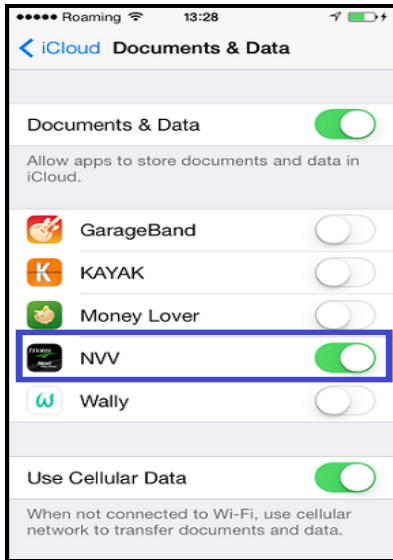 Roaming 13:28
iCloud Documents & Data
Documents & Data
Allow apps to store documents and data in
iCloud.
GarageBand
K KAYAK
Money Lover
NVV
Wally
Use Cellular Data
When not connected to Wi-Fi, use cellular
network to transfer documents and data.